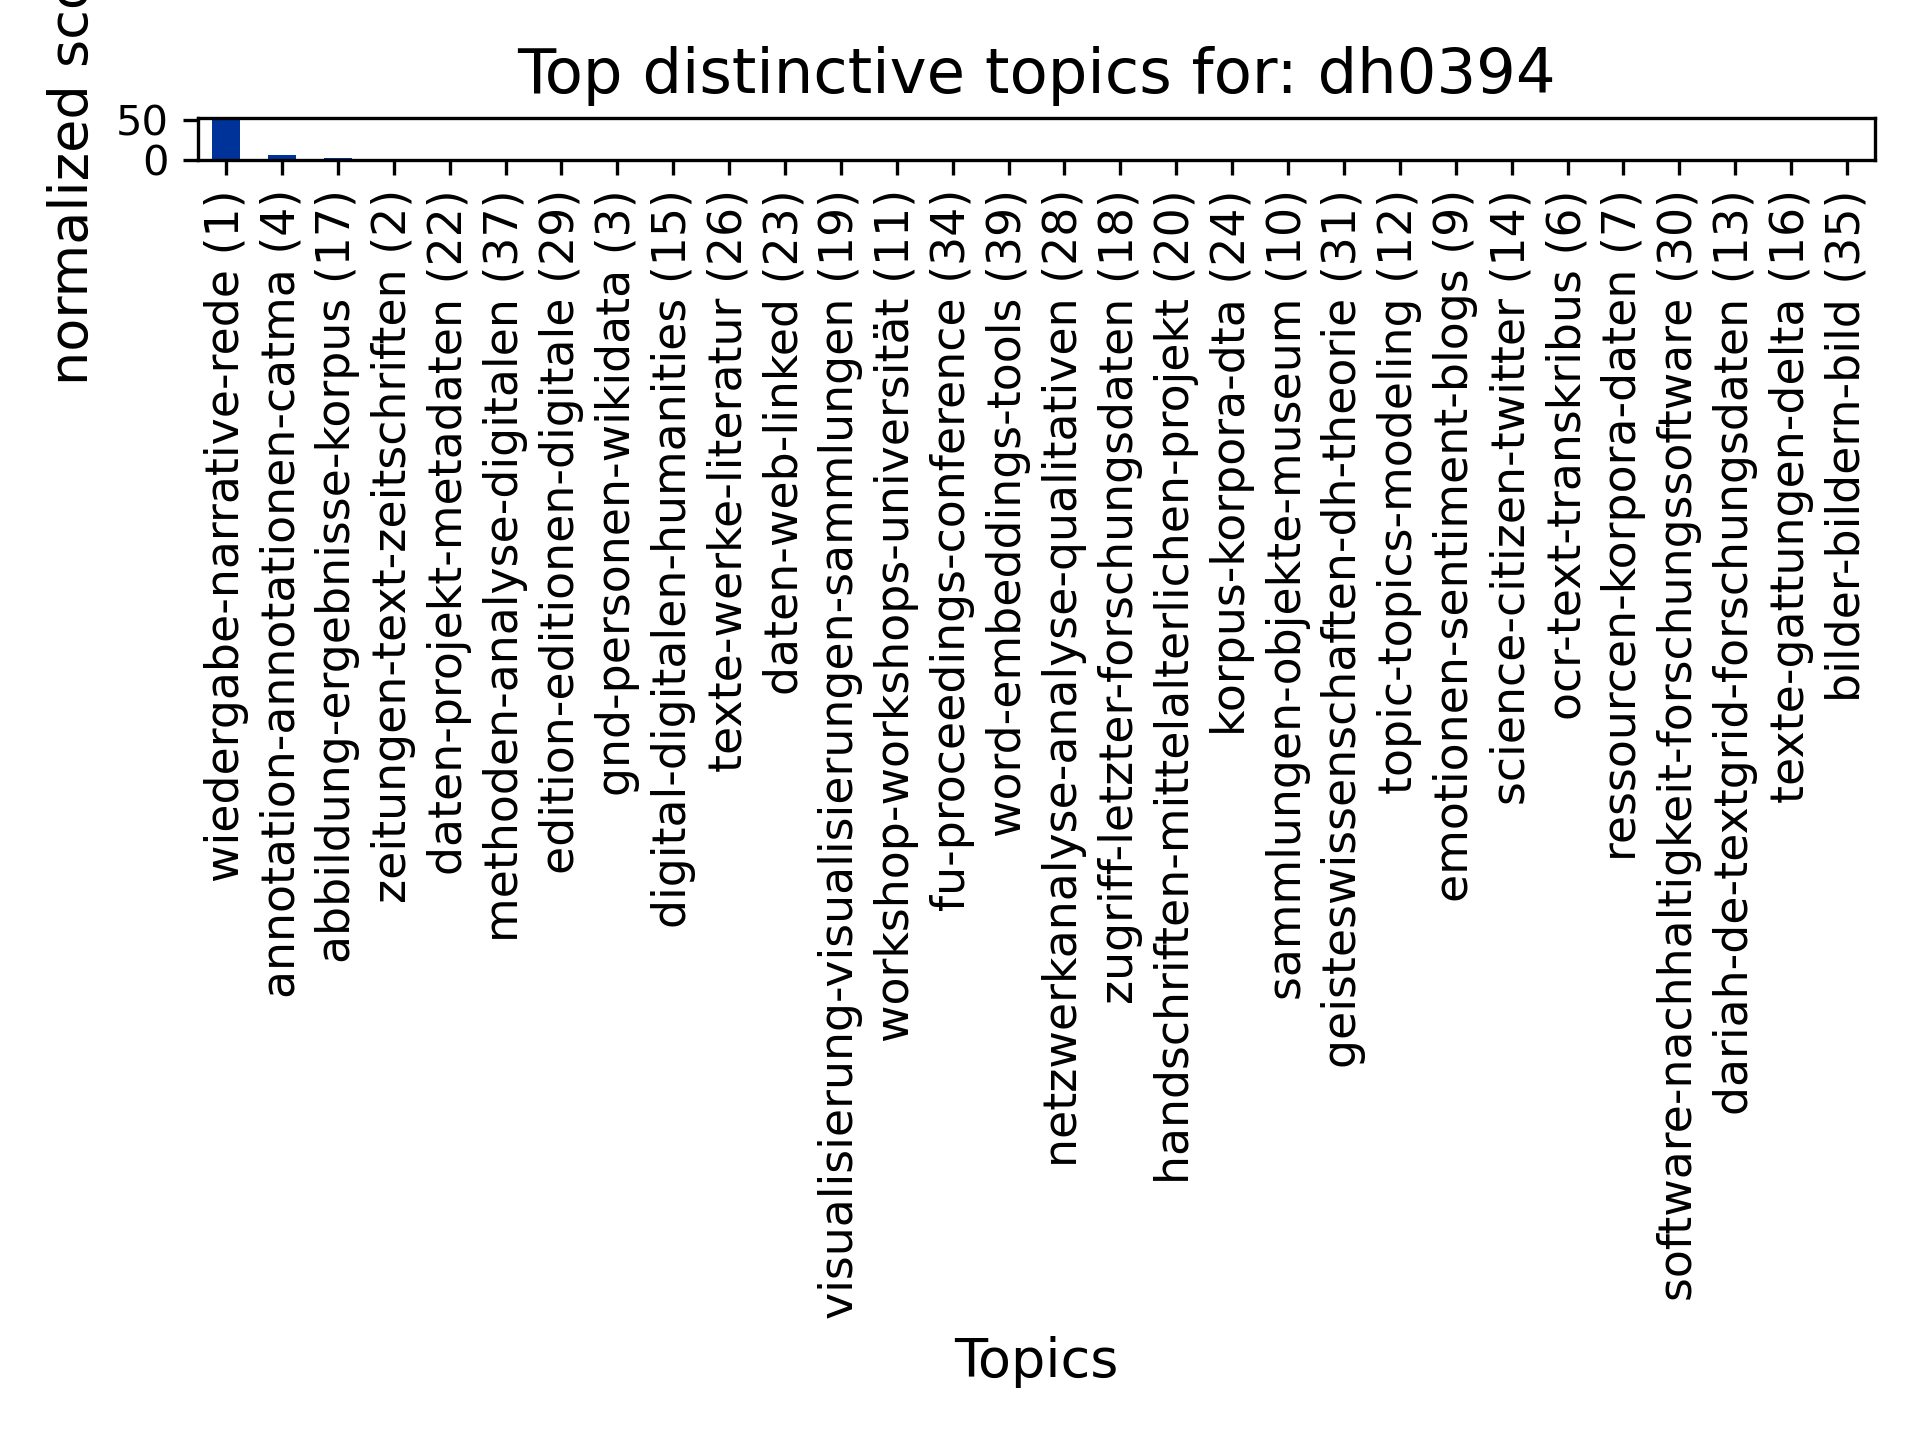 Top distinctive topics for: dh0394
normalized sco
50
0
wiedergabe-narrative-rede (1)
annotation-annotationen-catma (4)
abbildung-ergebnisse-korpus (17)
zeitungen-text-zeitschriften (2)
daten-projekt-metadaten (22)
methoden-analyse-digitalen (37)
edition-editionen-digitale (29)
gnd-personen-wikidata (3)
digital-digitalen-humanities (15)
texte-werke-literatur (26)
daten-web-linked (23)
visualisierung-visualisierungen-sammlungen (19)
workshop-workshops-universität (11)
fu-proceedings-conference (34)
word-embeddings-tools (39)
netzwerkanalyse-analyse-qualitativen (28)
zugriff-letzter-forschungsdaten (18)
handschriften-mittelalterlichen-projekt (20)
korpus-korpora-dta (24)
sammlungen-objekte-museum (10)
geisteswissenschaften-dh-theorie (31)
topic-topics-modeling (12)
emotionen-sentiment-blogs (9)
science-citizen-twitter (14)
ocr-text-transkribus (6)
ressourcen-korpora-daten (7)
software-nachhaltigkeit-forschungssoftware (30)
dariah-de-textgrid-forschungsdaten (13)
texte-gattungen-delta (16)
bilder-bildern-bild (35)
Topics